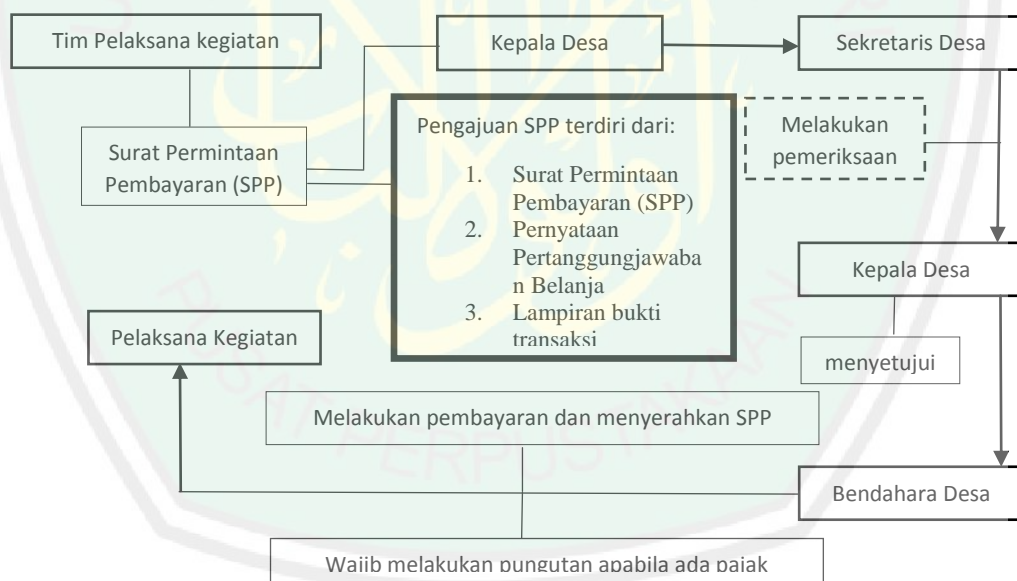 Tim Pelaksana kegiatan
Kepala Desa
Sekretaris Desa
Surat Permintaan
Pembayaran (SPP)
Pengajuan SPP terdiri dari:
1. Surat Permintaan
Pembayaran (SPP)
2. Pernyataan
Pertanggungjawaba
n Belanja
3. Lampiran bukti
transaksi
Melakukan
pemeriksaan
Kepala Desa
menyetujui
Pelaksana Kegiatan
Melakukan pembayaran dan menyerahkan SPP
Bendahara Desa
Wajib melakukan pungutan apabila ada pajak
PUSAT PERPUSTAKAAN